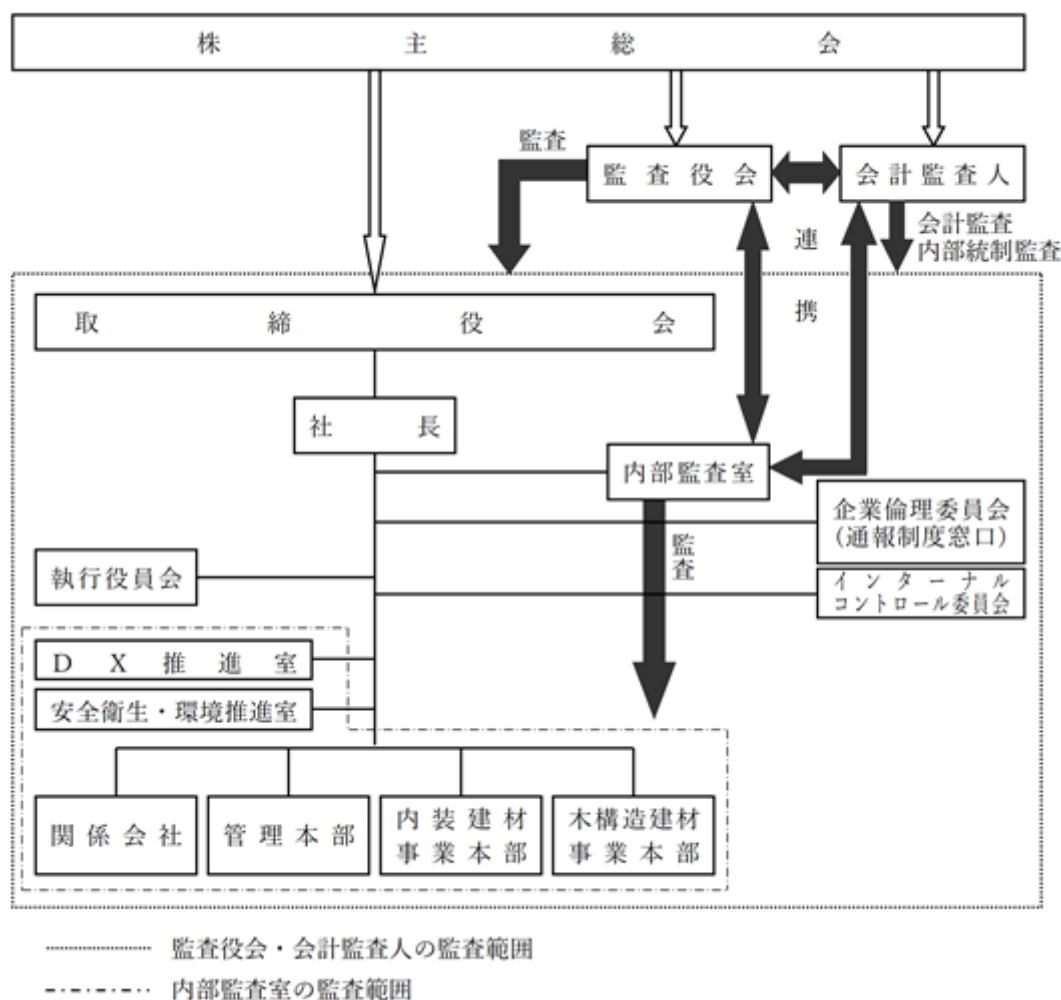 株主総会
監査
監査役会
会計監査人
連携
会計監査
内部統制監査
取締役会
社長
内部監査室
企業倫理委員会
(通報制度窓口)
監査
執行役員会
インターナル
コントロール委員会
DX推進室
安全衛生・環境推進室
関係会社
管理本部
内装建材
事業本部
木構造建材
事業本部
監査役会・会計監査人の監査範囲
内部監査室の監査範囲